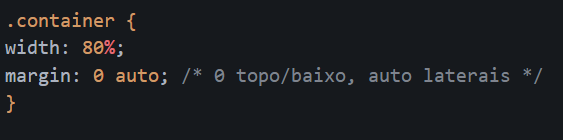 .container {
width: 80%;
margin: 0 auto; /* 0 topo/baixo, auto laterais */
}